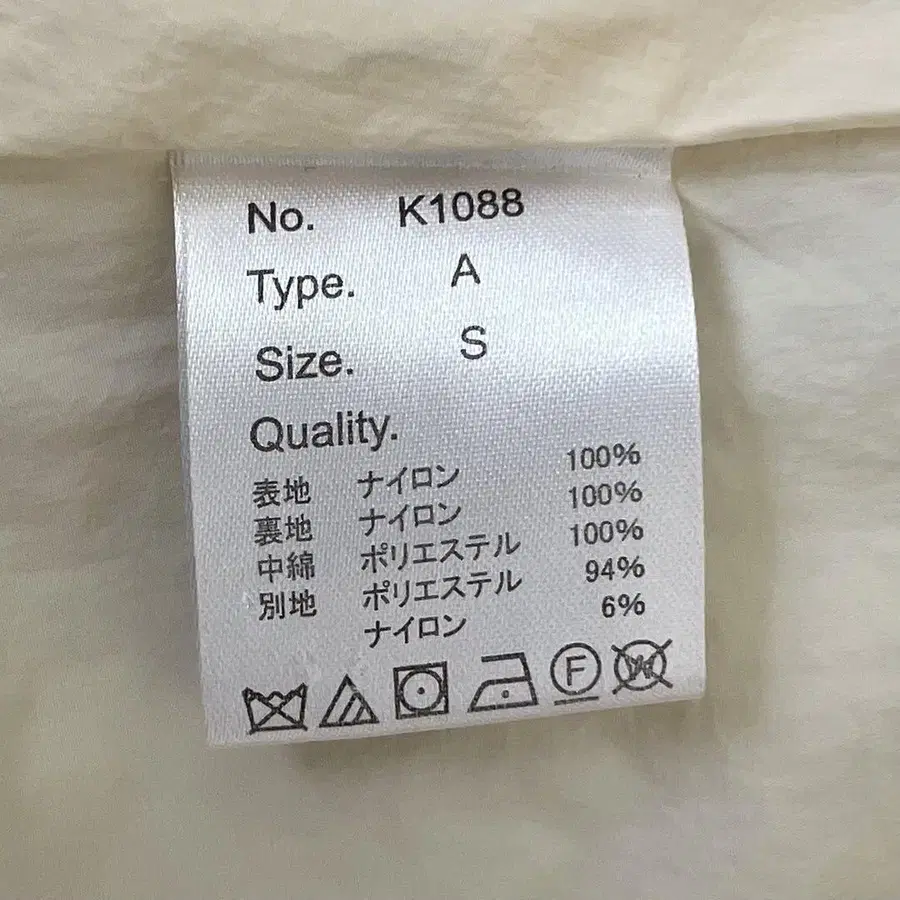 No. K1088
Type. A
Size. S
Quality.
表地 ナイロン 100%
裏地 ナイロン 100%
中綿 ポリエステル 100%
別地 ポリエステル 94%
ナイロン 6%
F W